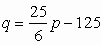 q = 25/6 p − 125